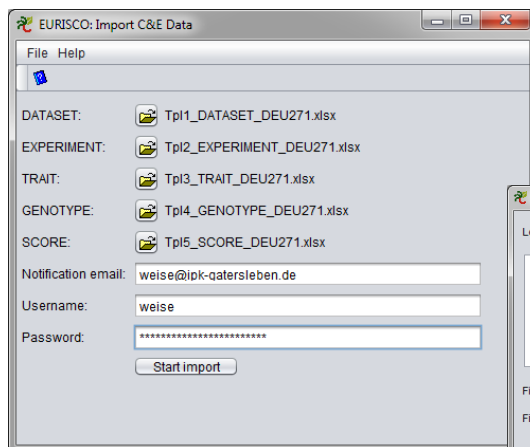 EURISCO: Import C&E Data
File Help
DATASET: Tpl1_DATASET_DEU271.xlsx
EXPERIMENT: Tpl2_EXPERIMENT_DEU271.xlsx
TRAIT: Tpl3_TRAIT_DEU271.xlsx
GENOTYPE: Tpl4_GENOTYPE_DEU271.xlsx
SCORE: Tpl5_SCORE_DEU271.xlsx
Notification email: weise@ipk-gatersleben.de
Username: weise
Password: ************************
Start import